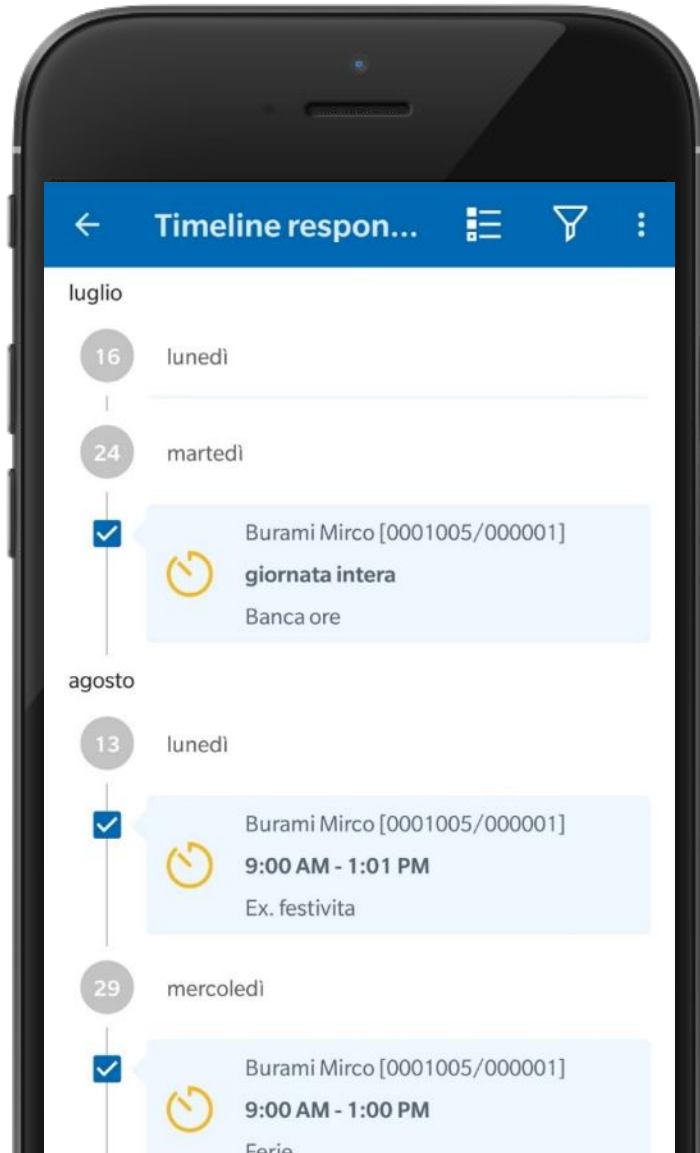 Timeline respon...
luglio
16 lunedì
24 martedì
Burami Mirco [0001005/000001]
giornata intera
Banca ore
agosto
13 lunedì
Burami Mirco [0001005/000001]
9:00 AM - 1:01 PM
Ex. festivita
29 mercoledì
Burami Mirco [0001005/000001]
9:00 AM - 1:00 PM
Ferie